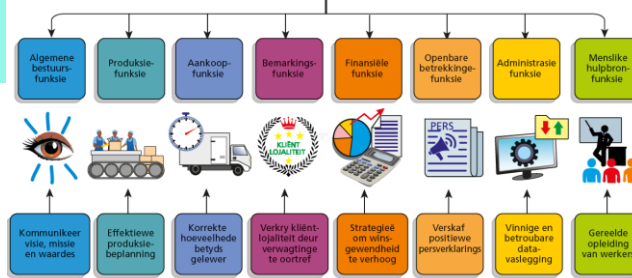 Algemene
bestuurs-
funksie
Produksie-
funksie
Aankoop-
funksie
Bemarkings-
funksie
Finansiële
funksie
Openbare
betrekkinge-
funksie
Administrasie
funksie
Menslike
hulpbron-
funksie
KLIËNT
LOJALITEIT
PERS
Kommunikeer
visie, missie
en waardes
Effektiewe
produksie-
beplanning
Korrekte
hoeveelhede
betyds
gelewer
Verkry kliënt-
lojaliteit deur
verwagtinge
te oortref
Strategieë
om wins-
gewendheid
te verhoog
Verskaf
positiewe
persverklarings
Vinnige en
betroubare
data-
vaslegging
Gereelde
opleiding
van werkers